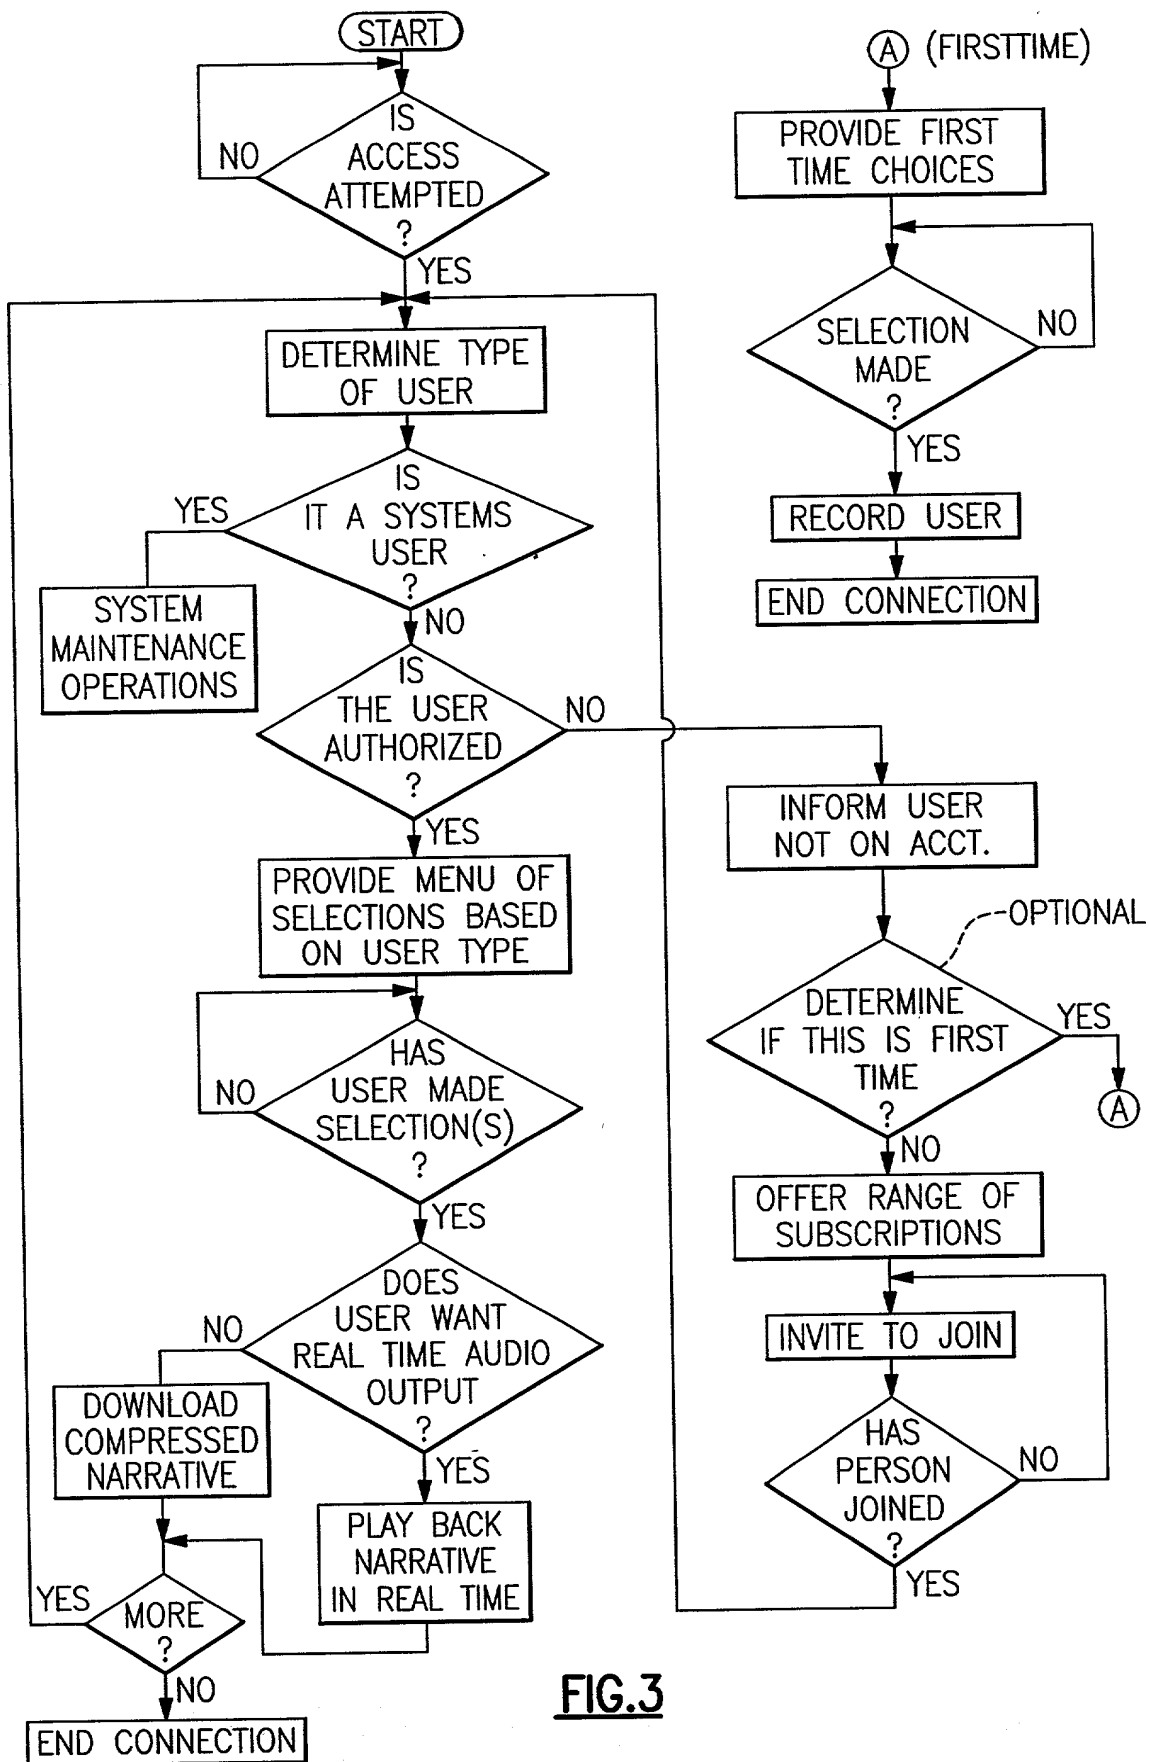 START
IS
ACCESS
ATTEMPTED
?
NO
YES
DETERMINE TYPE
OF USER
IS
IT A SYSTEMS
USER
?
YES
NO
SYSTEM
MAINTENANCE
OPERATIONS
IS
THE USER
AUTHORIZED
?
NO
YES
PROVIDE MENU OF
SELECTIONS BASED
ON USER TYPE
HAS
USER MADE
SELECTION(S)
?
NO
YES
DOES
USER WANT
REAL TIME AUDIO
OUTPUT
?
NO
YES
DOWNLOAD
COMPRESSED
NARRATIVE
PLAY BACK
NARRATIVE
IN REAL TIME
MORE
?
YES
NO
END CONNECTION
A (FIRSTTIME)
PROVIDE FIRST
TIME CHOICES
SELECTION
MADE
?
NO
YES
RECORD USER
END CONNECTION
INFORM USER
NOT ON ACCT.
OPTIONAL
DETERMINE
IF THIS IS FIRST
TIME
?
YES
A
NO
OFFER RANGE OF
SUBSCRIPTIONS
INVITE TO JOIN
HAS
PERSON
JOINED
?
NO
YES
FIG.3